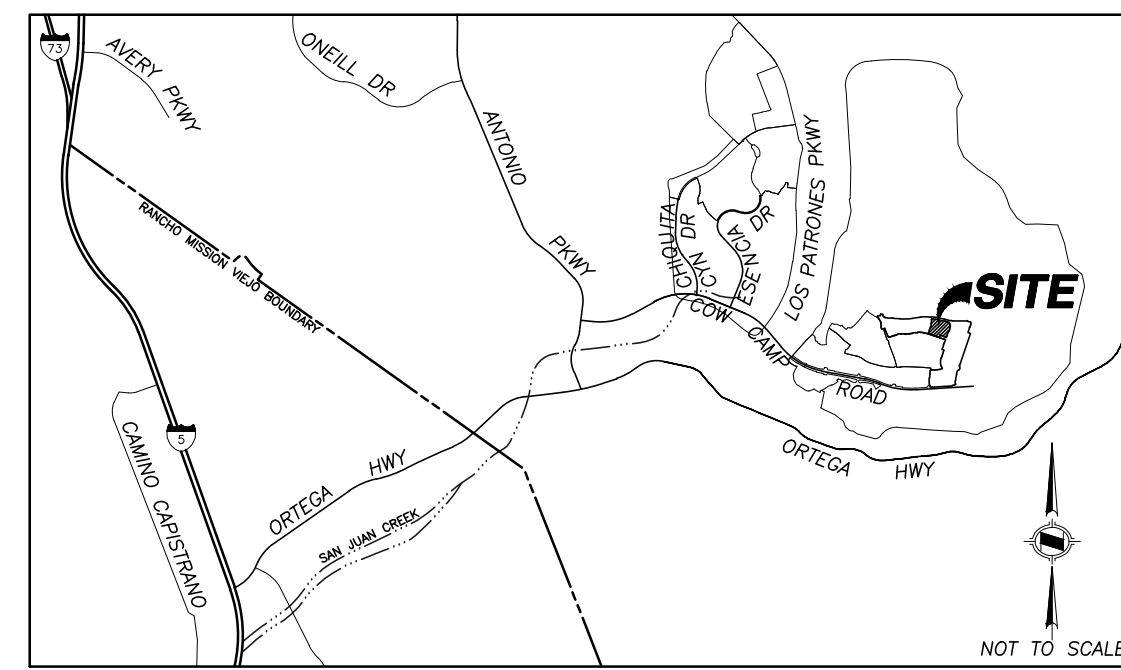 73
AVERY PKWY
ONEILL DR
ANTONIO
PKWY
RANCHO MISSION VIEJO BOUNDARY
CHIQUITA
CYN DR
ESENCIA DR
LOS PATRONES PKWY
SITE
COW
CAMP
ROAD
5
CAMINO CAPISTRANO
ORTEGA
HWY
SAN JUAN CREEK
ORTEGA
HWY
NOT TO SCALE